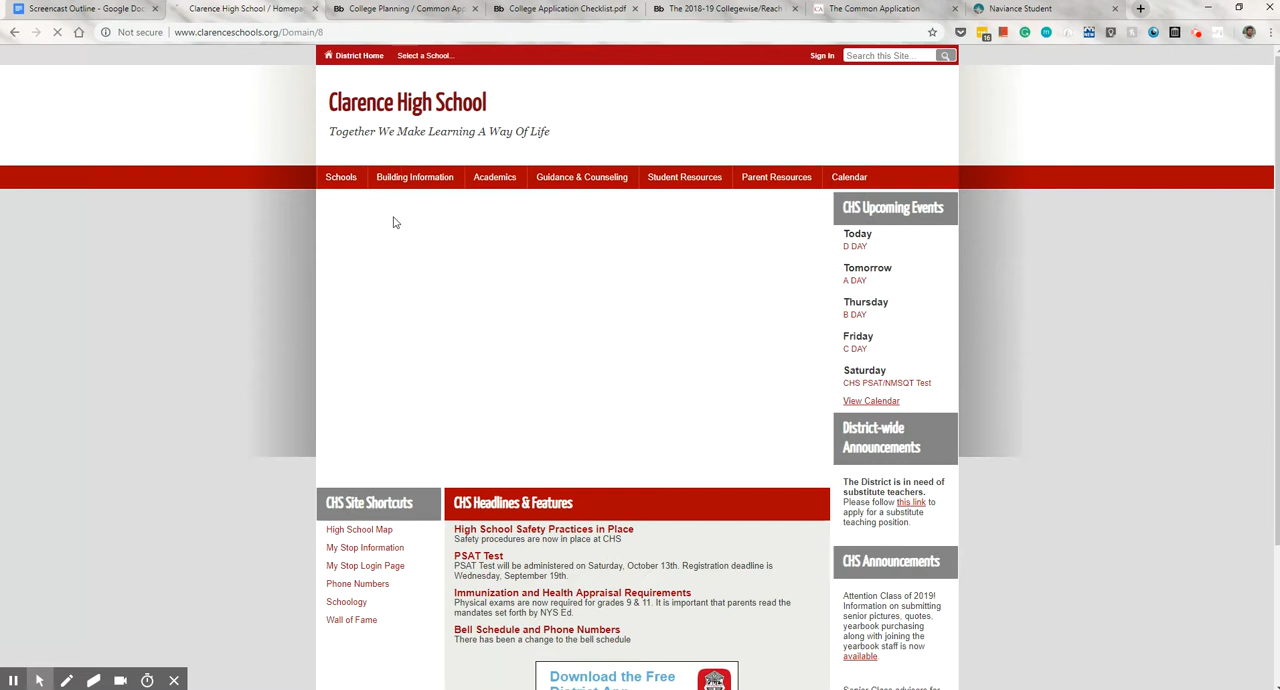 Screencast Outline - Google Doc
Clarence High School / Homepa
Bb College Planning / Common Ap
Bb College Application Checklist.pdf
Bb The 2018-19 Collegewise/Reach
CA The Common Application
Naviance Student
Not secure
www.clarenceschools.org/Domain/8
District Home
Select a School...
Sign In
Search this Site...
Clarence High School
Together We Make Learning A Way Of Life
Schools
Building Information
Academics
Guidance & Counseling
Student Resources
Parent Resources
Calendar
CHS Upcoming Events
Today
D DAY
Tomorrow
A DAY
Thursday
B DAY
Friday
C DAY
Saturday
CHS PSAT/NMSQT Test
View Calendar
District-wide
Announcements
The District is in need of
substitute teachers.
Please follow this link to
apply for a substitute
teaching position.
CHS Announcements
Attention Class of 2019!
Information on submitting
senior pictures, quotes,
yearbook purchasing
along with joining the
yearbook staff is now
available.
Senior Class advisors for
CHS Site Shortcuts
High School Map
My Stop Information
My Stop Login Page
Phone Numbers
Schoology
Wall of Fame
CHS Headlines & Features
High School Safety Practices in Place
Safety procedures are now in place at CHS
PSAT Test
PSAT Test will be administered on Saturday, October 13th. Registration deadline is
Wednesday, September 19th.
Immunization and Health Appraisal Requirements
Physical exams are now required for grades 9 & 11. It is important that parents read the
mandates set forth by NYS Ed.
Bell Schedule and Phone Numbers
There has been a change to the bell schedule
Download the Free
District App